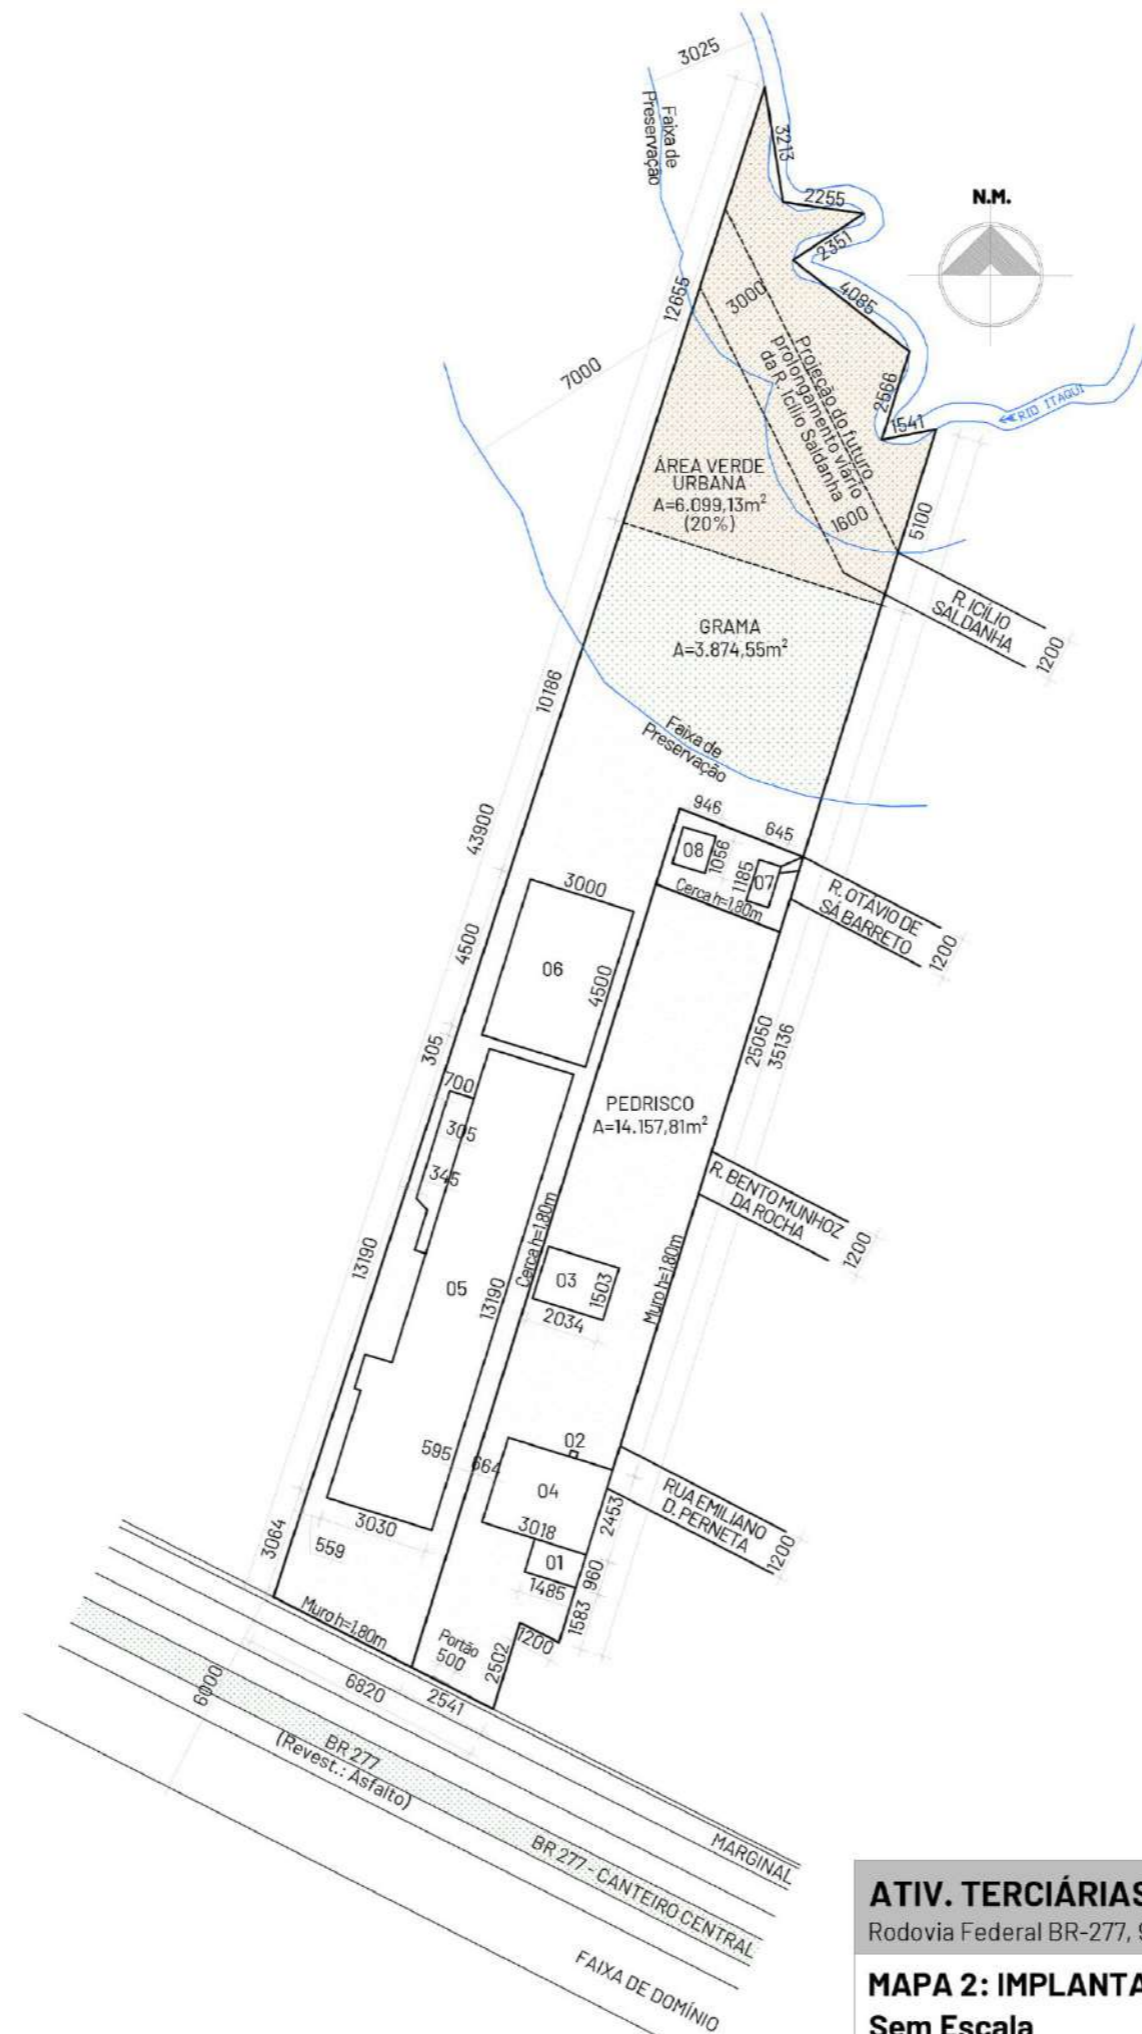 3025
Faixa de
Preservação
3213
2255
2351
N.M.
12655
3000
4085
7000
Projeção do futuro
prolongamento viário
da R. Icílio Saldanha
2566
1541
RIO ITAQUI
ÁREA VERDE
URBANA
A=6.099,13m²
(20%)
1600
5100
R. ICÍLIO
SALDANHA
1200
GRAMA
A=3.874,55m²
10186
Faixa de
Preservação
43900
946
645
08
1056
1185
07
Cerca h=1,80m
R. OTÁVIO DE
SÁ BARRETO
1200
3000
4500
06
4500
25050
35136
305
700
305
345
PEDRISCO
A=14.157,81m²
R. BENTO MUNHOZ
DA ROCHA
1200
13190
05
13190
Cerca h=1,80m
03
1503
2034
Muro h=1,80m
595
664
02
04
3018
2453
RUA EMILIANO
D. PERNETA
1200
3064
3030
559
01
1485
960
1583
Muro h=1,80m
Portão
500
2502
1200
6000
6820
2541
BR 277
(Revest.: Asfalto)
MARGINAL
BR 277 - CANTEIRO CENTRAL
FAIXA DE DOMÍNIO
ATIV. TERCIÁRIAS
Rodovia Federal BR-277,
MAPA 2: IMPLANTA
Sem Escala